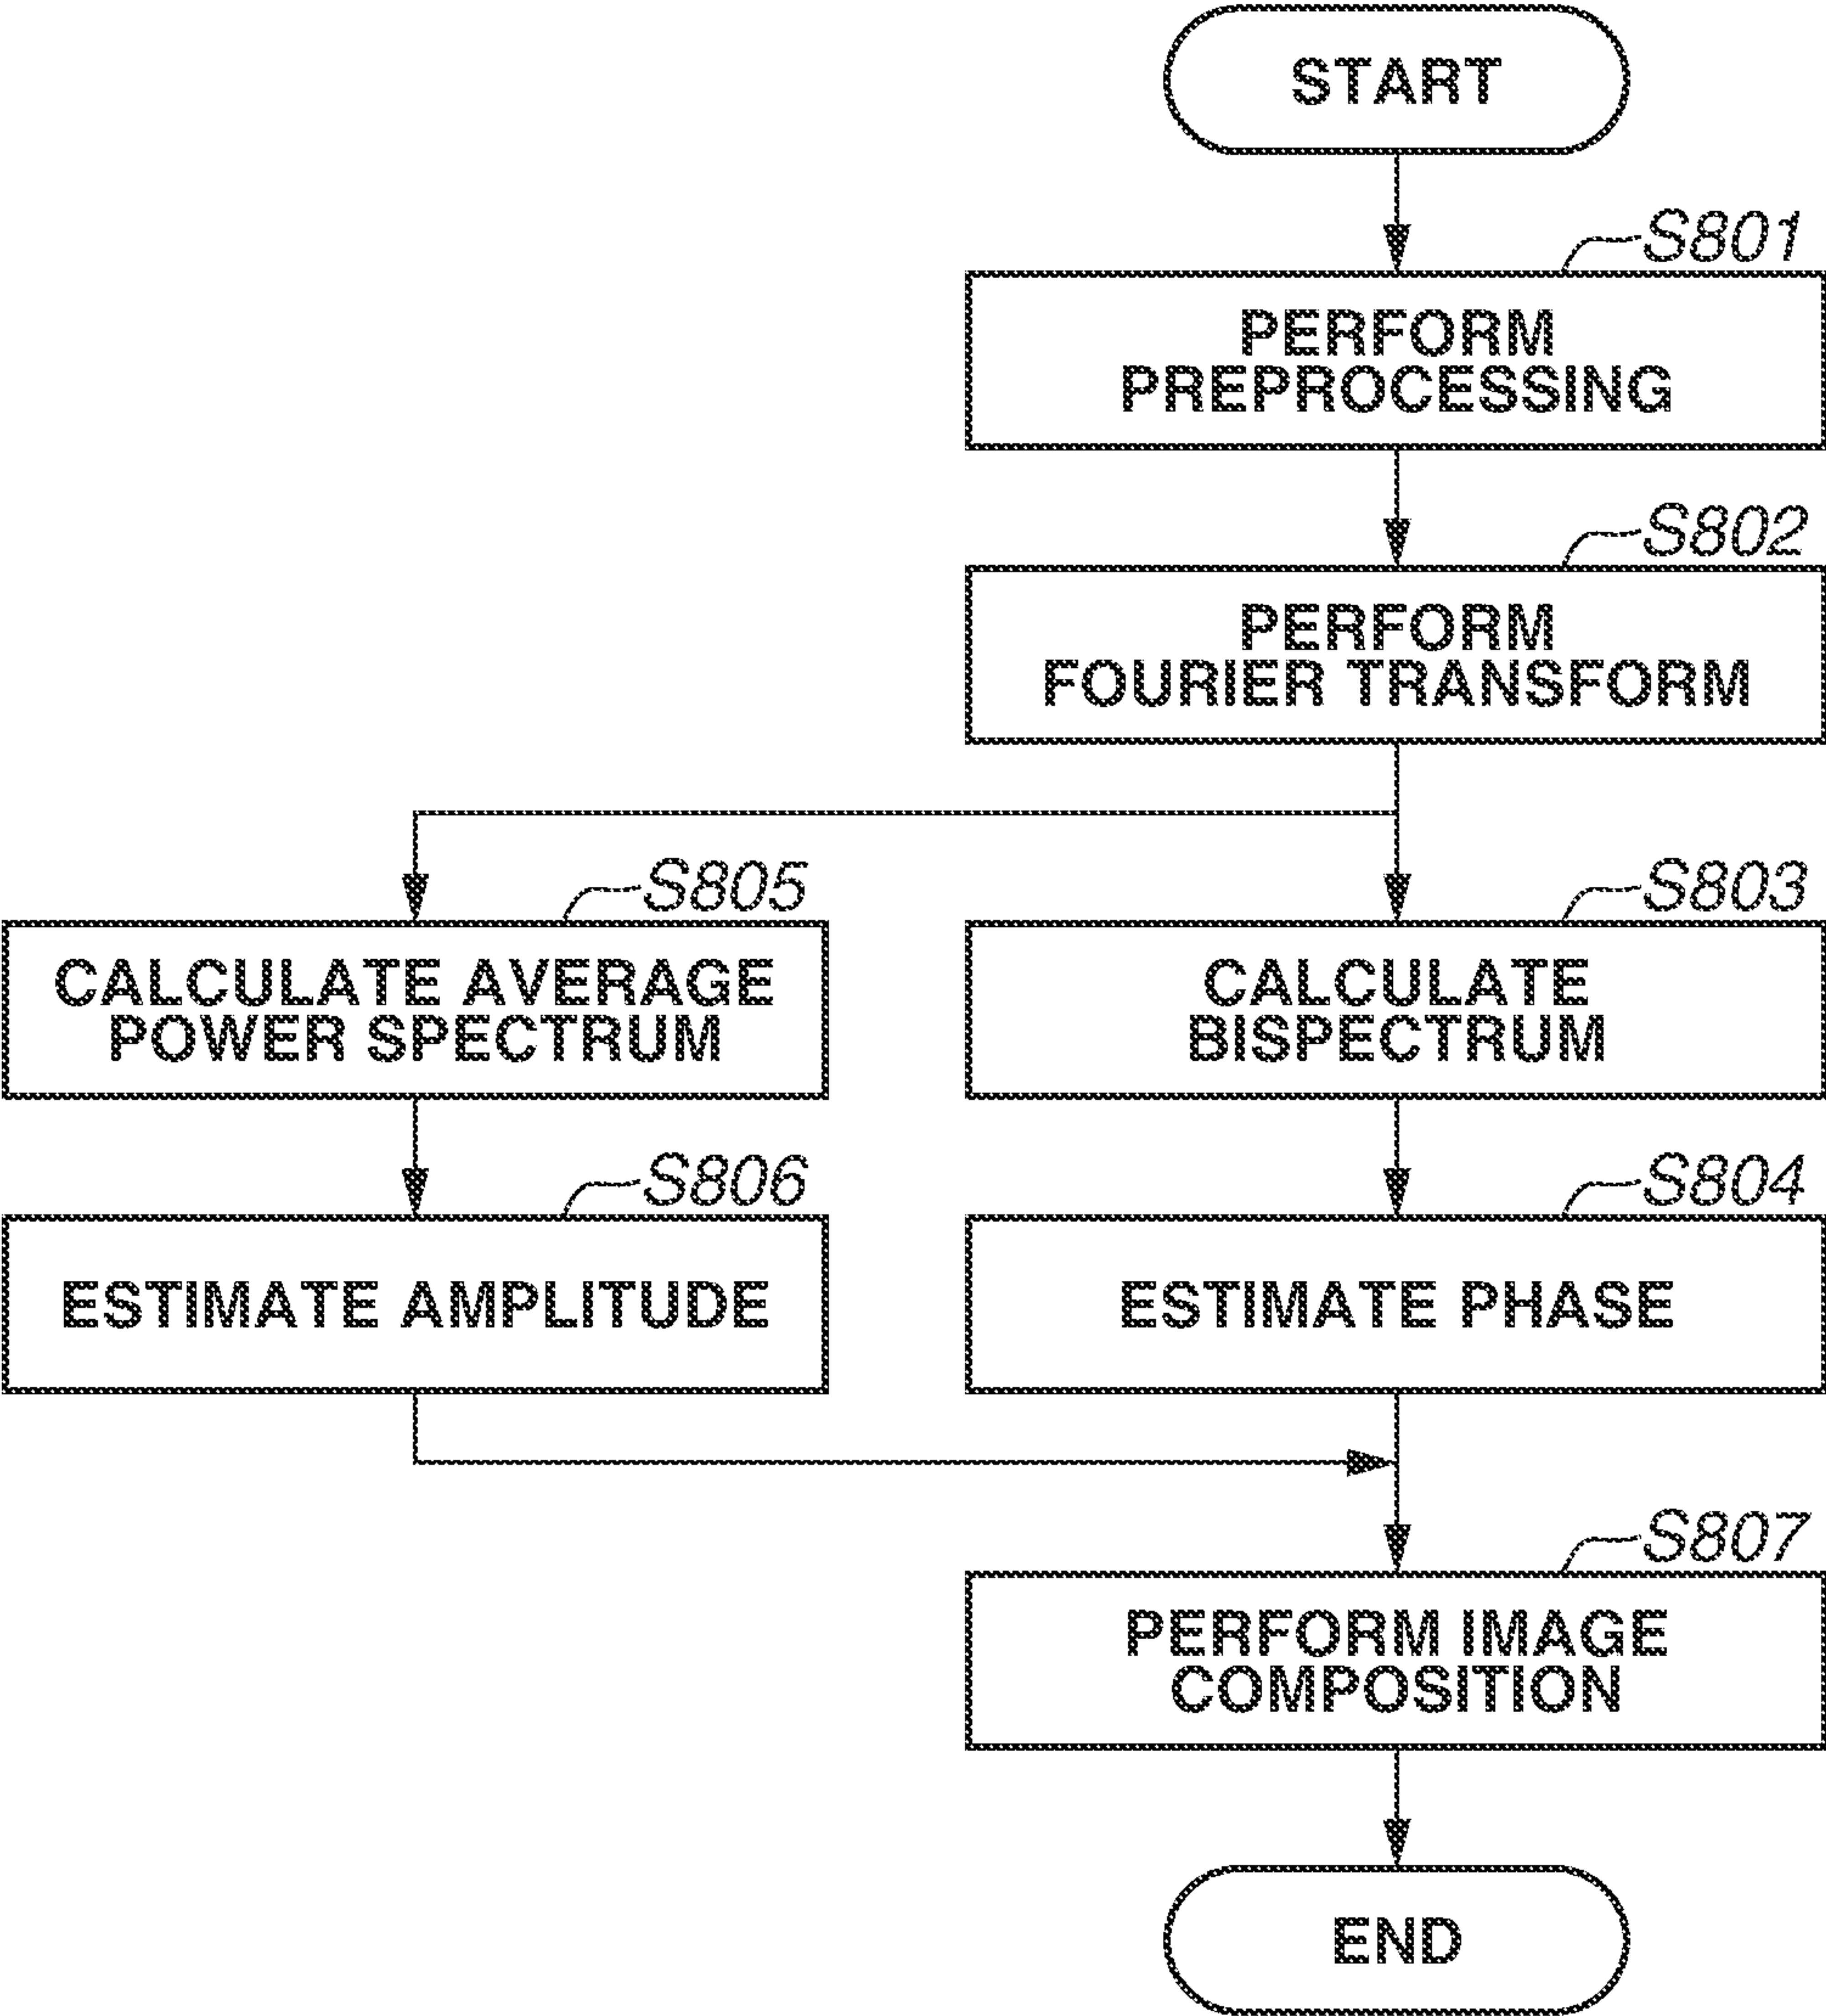 START
S801
PERFORM
PREPROCESSING
S802
PERFORM
FOURIER TRANSFORM
S805
CALCULATE AVERAGE
POWER SPECTRUM
S803
CALCULATE
BISPECTRUM
S806
ESTIMATE AMPLITUDE
S804
ESTIMATE PHASE
S807
PERFORM IMAGE
COMPOSITION
END